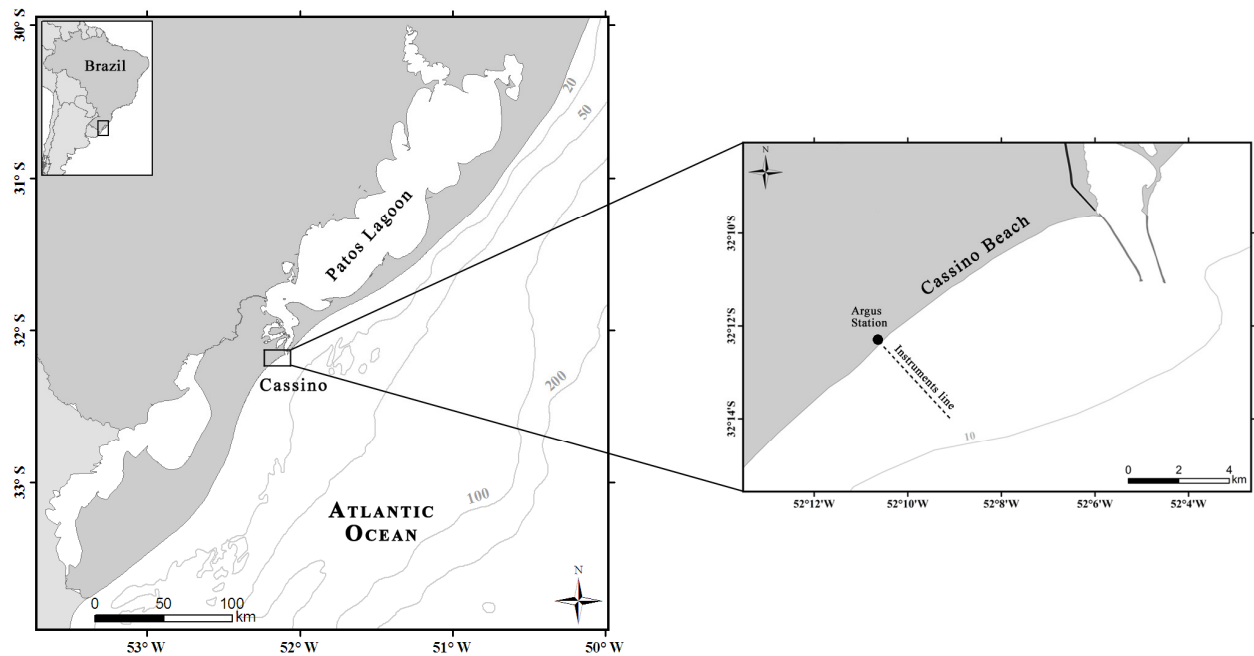 30°S
31°S
32°S
33°S
Brazil
20
50
Patos Lagoon
Cassino
200
100
ATLANTIC
OCEAN
N
0 50 100
km
53°W
52°W
51°W
50°W
N
32°10'S
32°12'S
32°14'S
Cassino Beach
Argus
Station
Instruments line
10
0 2 4
km
52°12'W
52°10'W
52°8'W
52°6'W
52°4'W